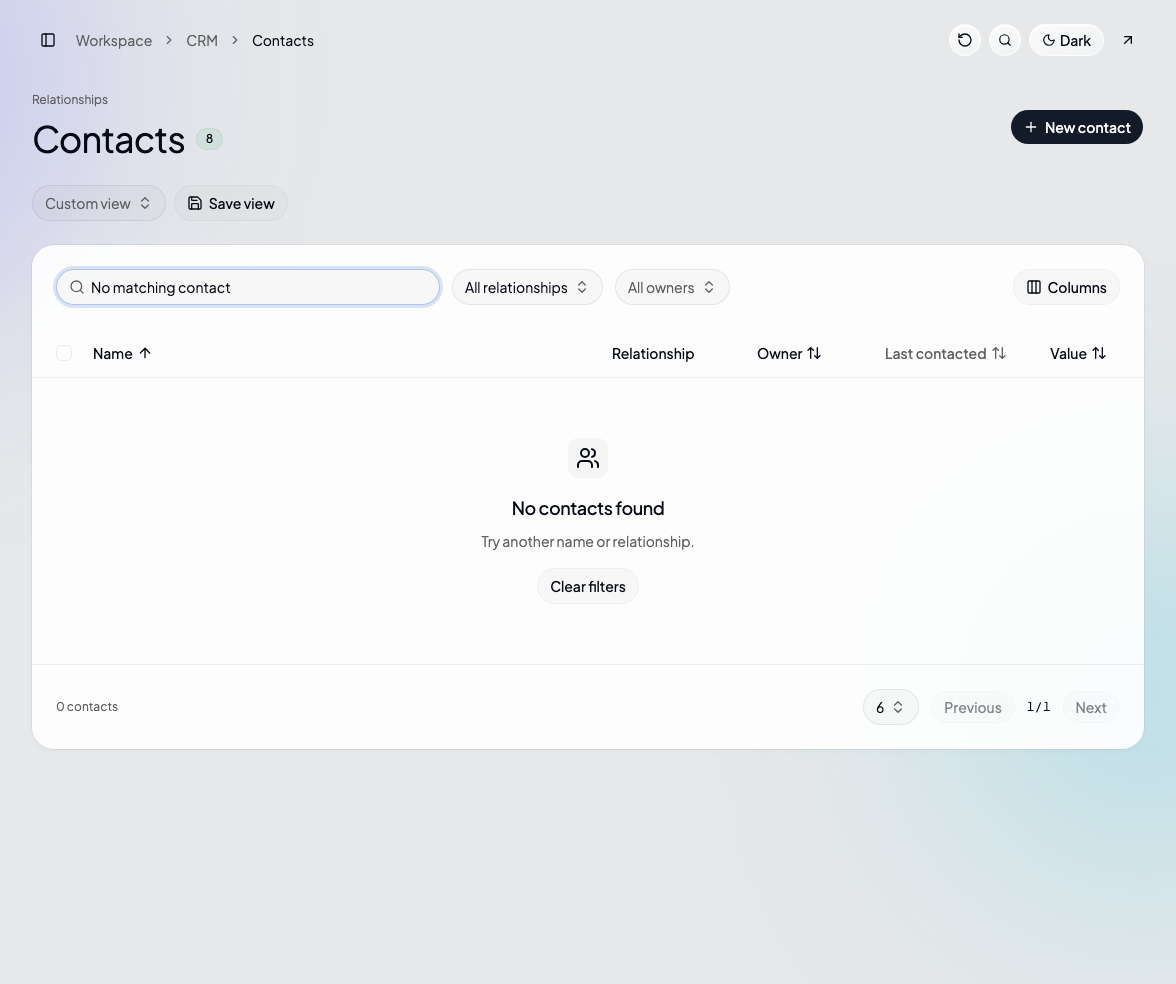 Workspace > CRM > Contacts
Dark
Relationships
Contacts 8
New contact
Custom view
Save view
No matching contact
All relationships
All owners
Columns
Name
Relationship
Owner
Last contacted
Value
No contacts found
Try another name or relationship.
Clear filters
0 contacts
6
Previous
1/1
Next